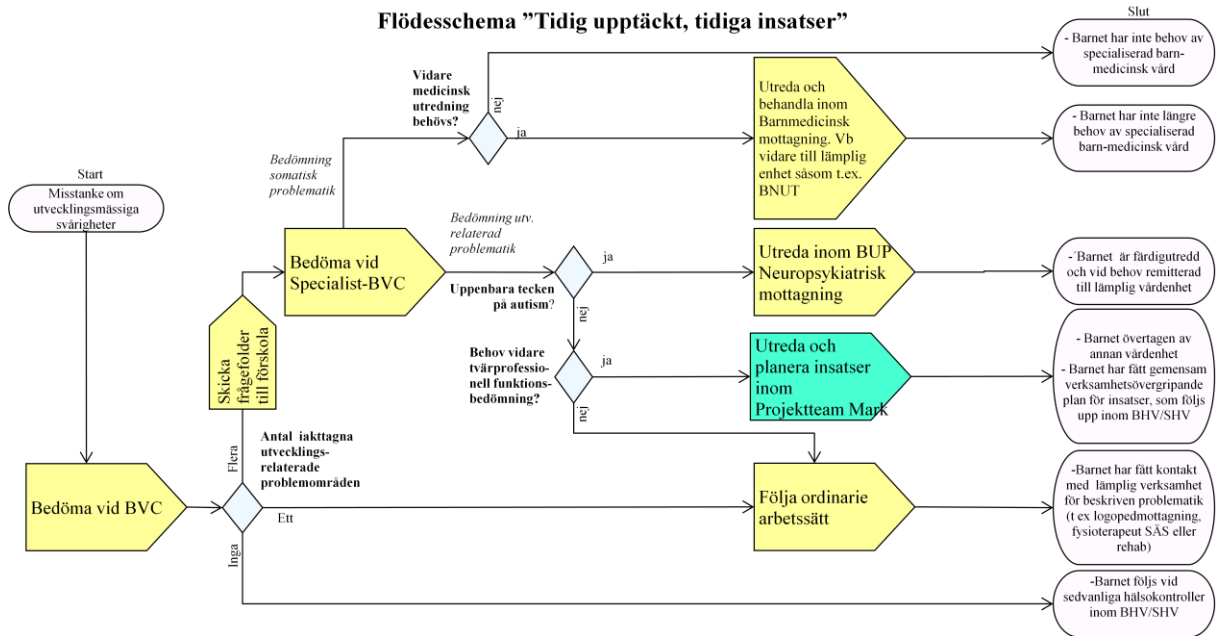 Flödesschema ”Tidig upptäckt, tidiga insatser”
Slut
- Barnet har inte behov av
specialiserad barn-
medicinsk vård
Vidare
medicinsk
utredning
behövs?
nej
ja
Utreda och
behandla inom
Barnmedicinsk
mottagning. Vb
vidare till lämplig
enhet såsom t.ex.
BNUT
- Barnet har inte längre
behov av specialiserad
barn-medicinsk vård
Bedömning
somatisk
problematik
Start
Misstanke om
utvecklingsmässiga
svårigheter
Bedömning utv.
relaterad
problematik
Bedöma vid
Specialist-BVC
Uppenbara tecken
på autism?
ja
nej
Utreda inom BUP
Neuropsykiatrisk
mottagning
-´Barnet är färdigutredd
och vid behov remitterad
till lämplig vårdenhet
Skicka
frågefolder
till förskola
Behov vidare
tvärprofessio-
nell funktions-
bedömning?
ja
nej
Utreda och
planera insatser
inom
Projektteam Mark
- Barnet övertagen av
annan vårdenhet
- Barnet har fått gemensam
verksamhetsövergripande
plan för insatser, som följs
upp inom BHV/SHV
Flera
Antal iakttagna
utvecklings-
relaterade
problemområden
Bedöma vid BVC
Ett
Inga
Följa ordinarie
arbetssätt
-Barnet har fått kontakt
med lämplig verksamhet
för beskriven problematik
(t ex logopedmottagning,
fysioterapeut SÄS eller
rehab)
-Barnet följs vid
sedvanliga hälsokontroller
inom BHV/SHV